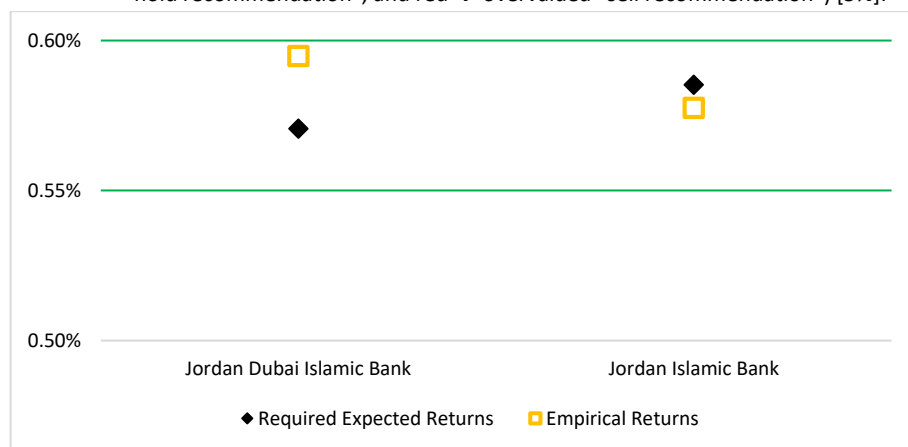 hold recommendation", and red "↓" overvalued "sell recommendation", [5%].
0.60%
0.55%
0.50%
Jordan Dubai Islamic Bank Jordan Islamic Bank
Required Expected Returns Empirical Returns